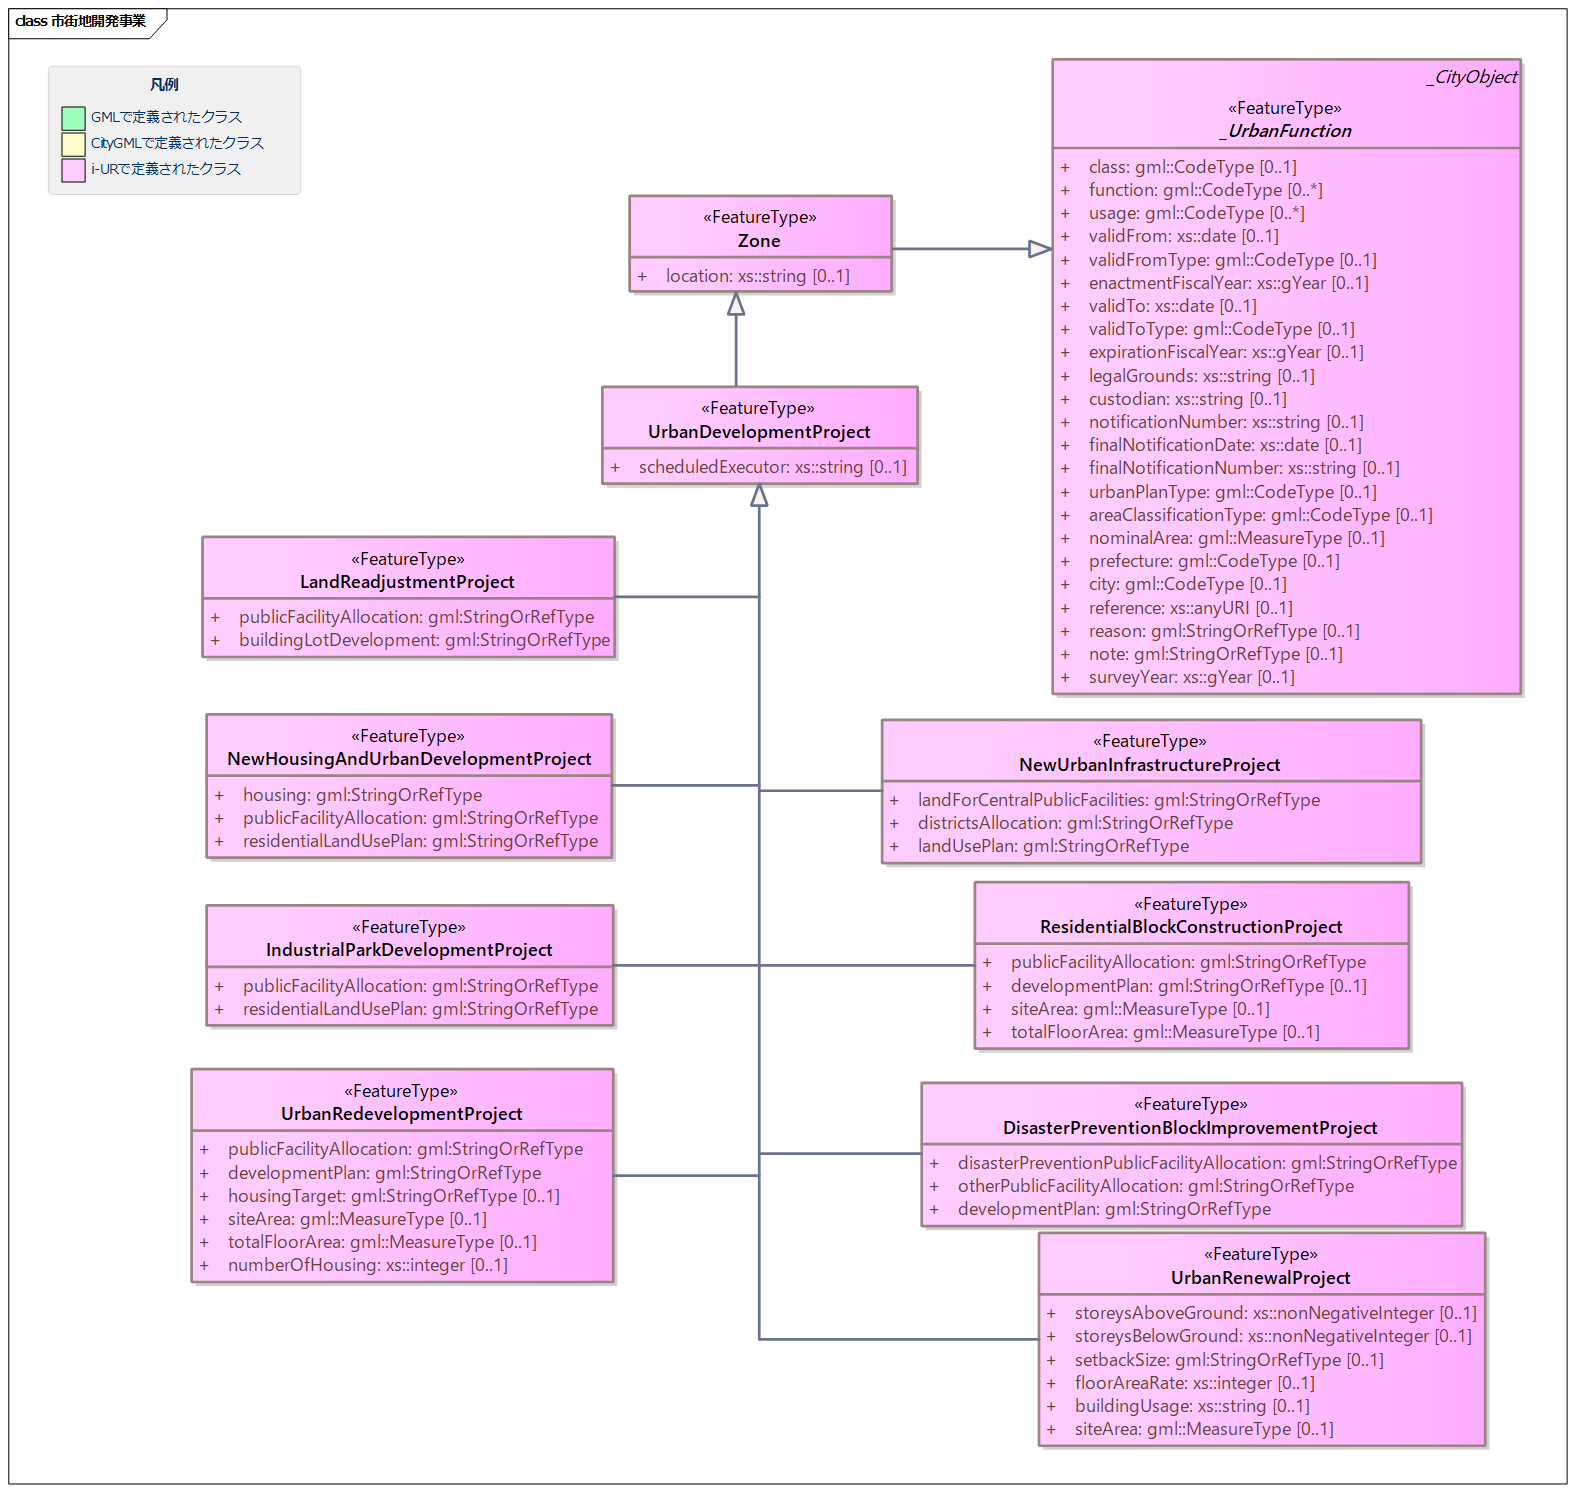 class 市街地開発事業
凡例
GMLで定義されたクラス
CityGMLで定義されたクラス
i-URで定義されたクラス
_CityObject
«FeatureType»
_UrbanFunction
+ class: gml::CodeType [0..1]
+ function: gml::CodeType [0..*]
+ usage: gml::CodeType [0..*]
+ validFrom: xs::date [0..1]
+ validFromType: gml::CodeType [0..1]
+ enactmentFiscalYear: xs::gYear [0..1]
+ validTo: xs::date [0..1]
+ validToType: gml::CodeType [0..1]
+ expirationFiscalYear: xs::gYear [0..1]
+ legalGrounds: xs::string [0..1]
+ custodian: xs::string [0..1]
+ notificationNumber: xs::string [0..1]
+ finalNotificationDate: xs::date [0..1]
+ finalNotificationNumber: xs::string [0..1]
+ urbanPlanType: gml::CodeType [0..1]
+ areaClassificationType: gml::CodeType [0..1]
+ nominalArea: gml::MeasureType [0..1]
+ prefecture: gml::CodeType [0..1]
+ city: gml::CodeType [0..1]
+ reference: xs::anyURI [0..1]
+ reason: gml:StringOrRefType [0..1]
+ note: gml:StringOrRefType [0..1]
+ surveyYear: xs::gYear [0..1]
«FeatureType»
Zone
+ location: xs::string [0..1]
«FeatureType»
UrbanDevelopmentProject
+ scheduledExecutor: xs::string [0..1]
«FeatureType»
LandReadjustmentProject
+ publicFacilityAllocation: gml:StringOrRefType
+ buildingLotDevelopment: gml:StringOrRefType
«FeatureType»
NewHousingAndUrbanDevelopmentProject
+ housing: gml:StringOrRefType
+ publicFacilityAllocation: gml:StringOrRefType
+ residentialLandUsePlan: gml:StringOrRefType
«FeatureType»
NewUrbanInfrastructureProject
+ landForCentralPublicFacilities: gml:StringOrRefType
+ districtsAllocation: gml:StringOrRefType
+ landUsePlan: gml:StringOrRefType
«FeatureType»
IndustrialParkDevelopmentProject
+ publicFacilityAllocation: gml:StringOrRefType
+ residentialLandUsePlan: gml:StringOrRefType
«FeatureType»
ResidentialBlockConstructionProject
+ publicFacilityAllocation: gml:StringOrRefType
+ developmentPlan: gml:StringOrRefType [0..1]
+ siteArea: gml::MeasureType [0..1]
+ totalFloorArea: gml::MeasureType [0..1]
«FeatureType»
UrbanRedevelopmentProject
+ publicFacilityAllocation: gml:StringOrRefType
+ developmentPlan: gml:StringOrRefType
+ housingTarget: gml:StringOrRefType [0..1]
+ siteArea: gml::MeasureType [0..1]
+ totalFloorArea: gml::MeasureType [0..1]
+ numberOfHousing: xs::integer [0..1]
«FeatureType»
DisasterPreventionBlockImprovementProject
+ disasterPreventionPublicFacilityAllocation: gml:StringOrRefType
+ otherPublicFacilityAllocation: gml:StringOrRefType
+ developmentPlan: gml:StringOrRefType
«FeatureType»
UrbanRenewalProject
+ storeysAboveGround: xs::nonNegativeInteger [0..1]
+ storeysBelowGround: xs::nonNegativeInteger [0..1]
+ setbackSize: gml:StringOrRefType [0..1]
+ floorAreaRate: xs::integer [0..1]
+ buildingUsage: xs::string [0..1]
+ siteArea: gml::MeasureType [0..1]